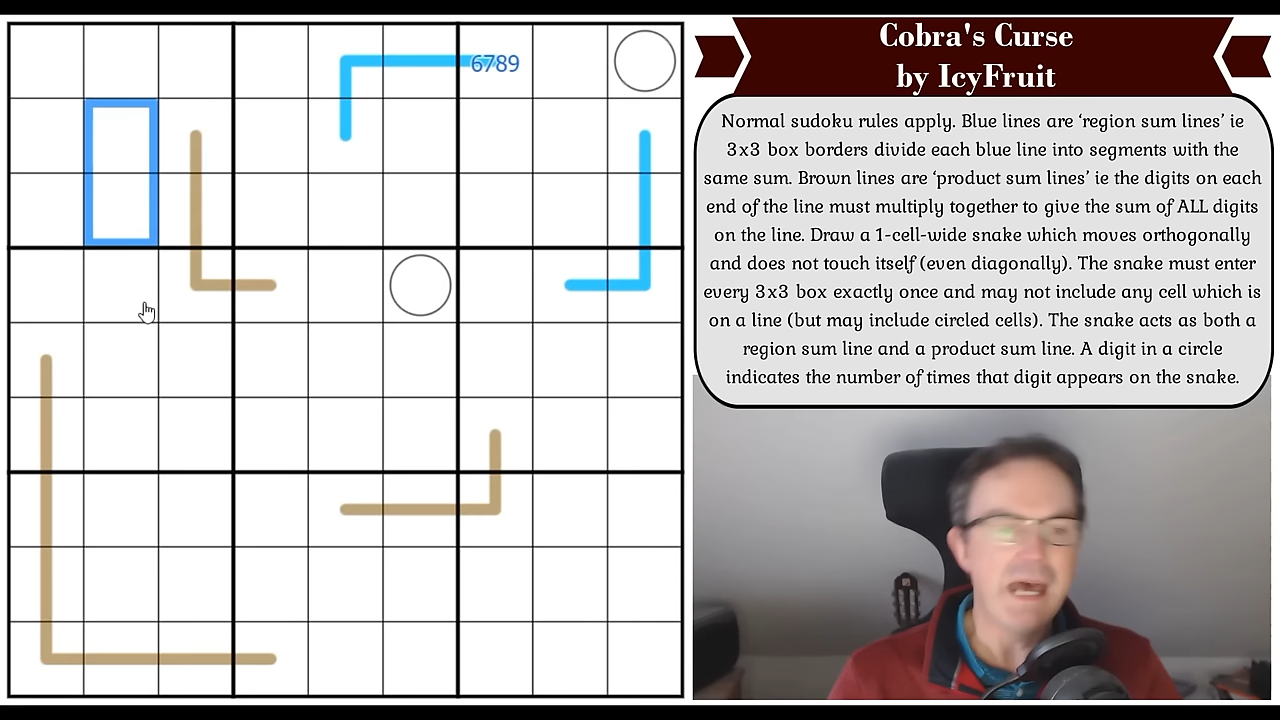 Cobra's Curse
by IcyFruit
6789
Normal sudoku rules apply. Blue lines are ‘region sum lines’ ie
3x3 box borders divide each blue line into segments with the
same sum. Brown lines are ‘product sum lines’ ie the digits on each
end of the line must multiply together to give the sum of ALL digits
on the line. Draw a 1-cell-wide snake which moves orthogonally
and does not touch itself (even diagonally). The snake must enter
every 3x3 box exactly once and may not include any cell which is
on a line (but may include circled cells). The snake acts as both a
region sum line and a product sum line. A digit in a circle
indicates the number of times that digit appears on the snake.